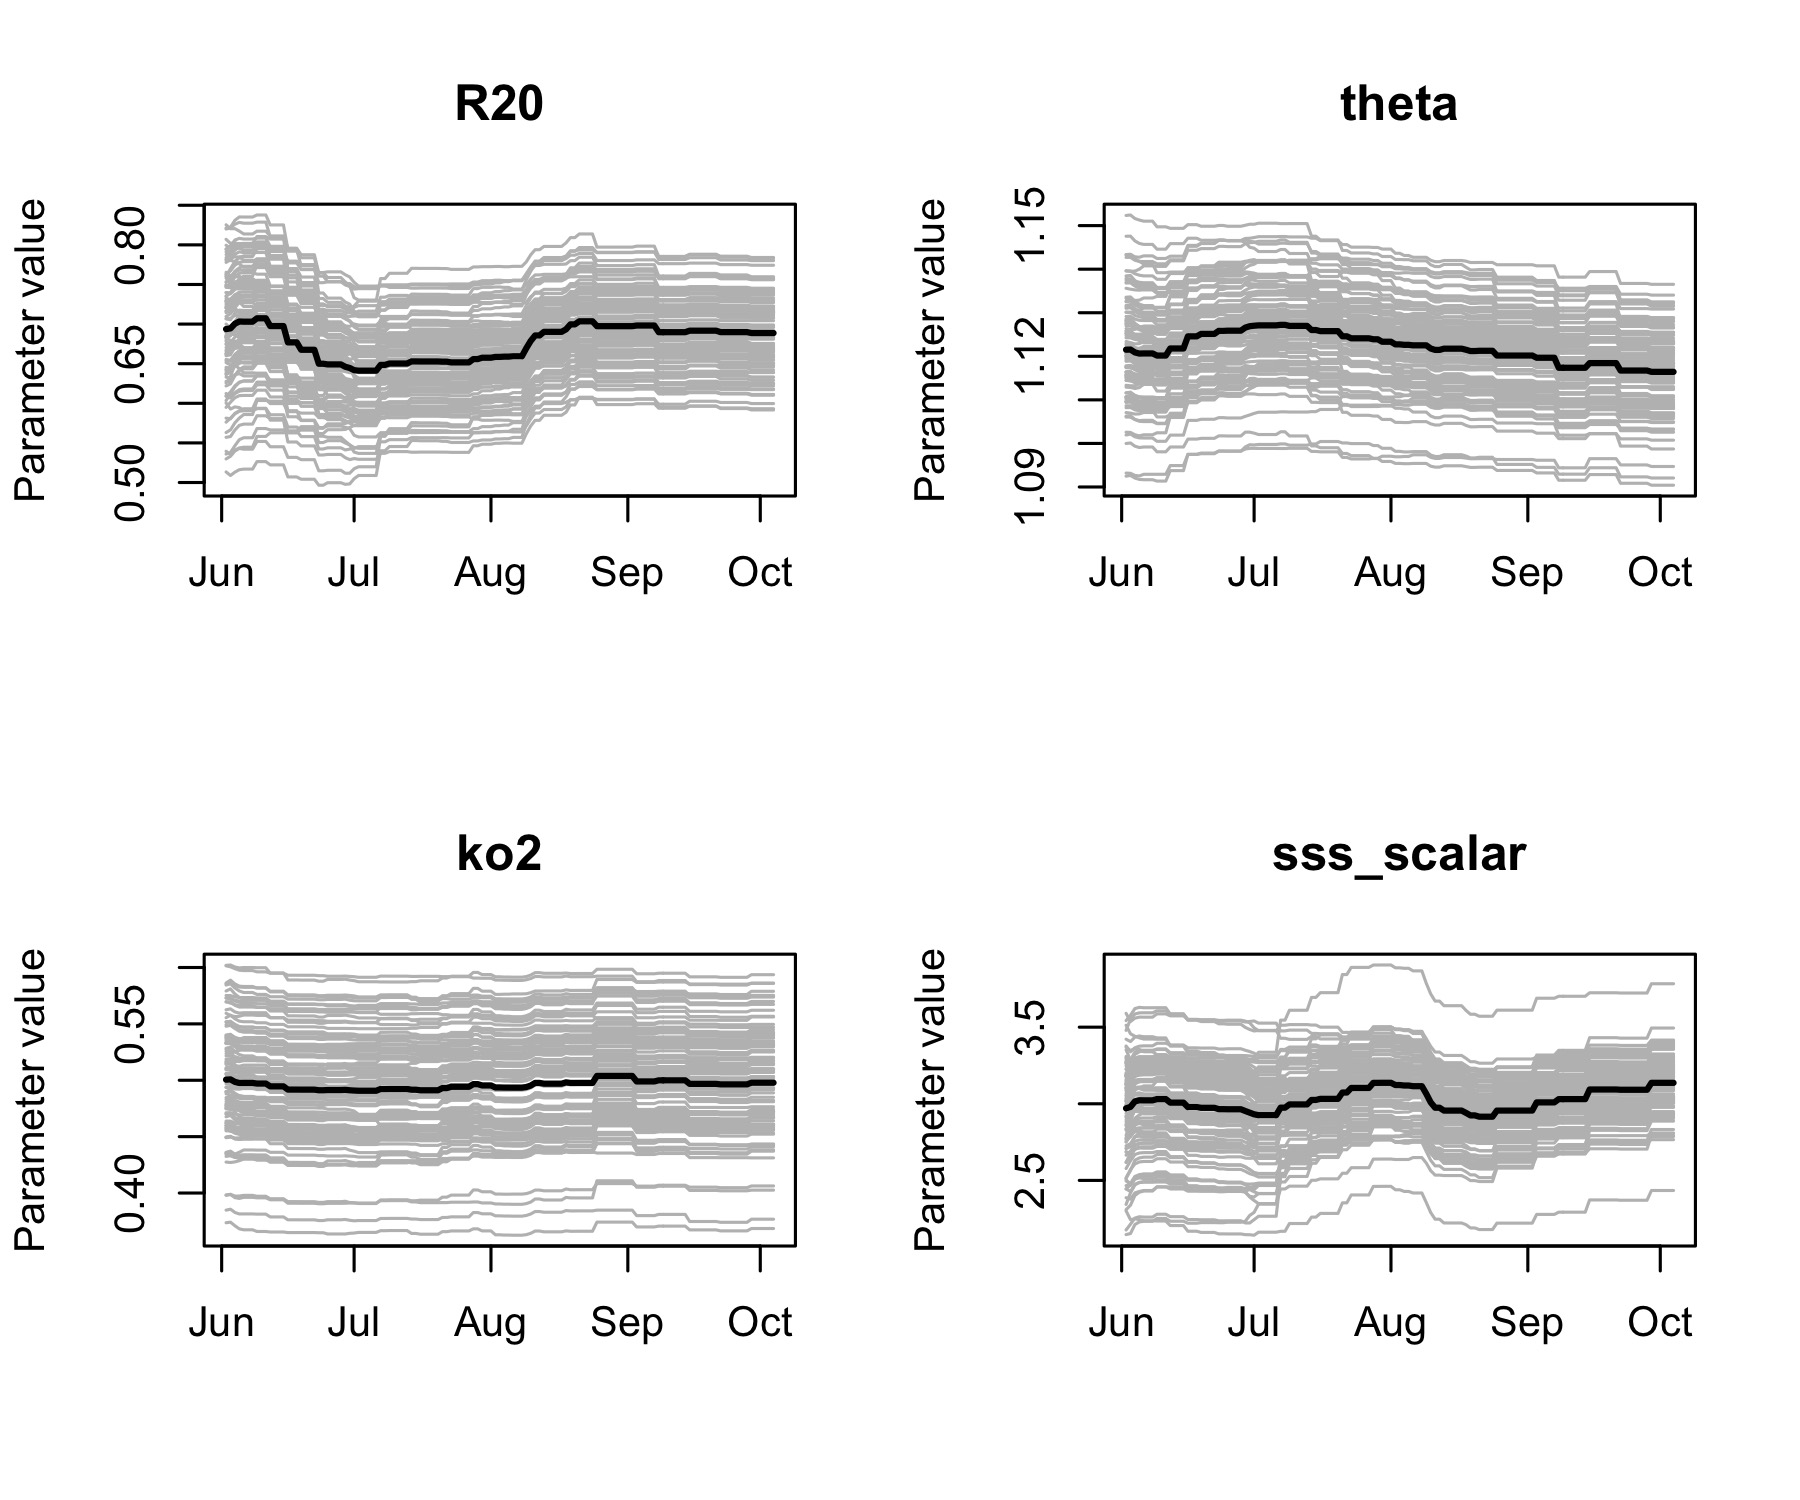 R20
Parameter value
0.80
0.65
0.50
Jun Jul Aug Sep Oct
theta
Parameter value
1.15
1.12
1.09
Jun Jul Aug Sep Oct
ko2
Parameter value
0.55
0.40
Jun Jul Aug Sep Oct
sss_scalar
Parameter value
3.5
2.5
Jun Jul Aug Sep Oct